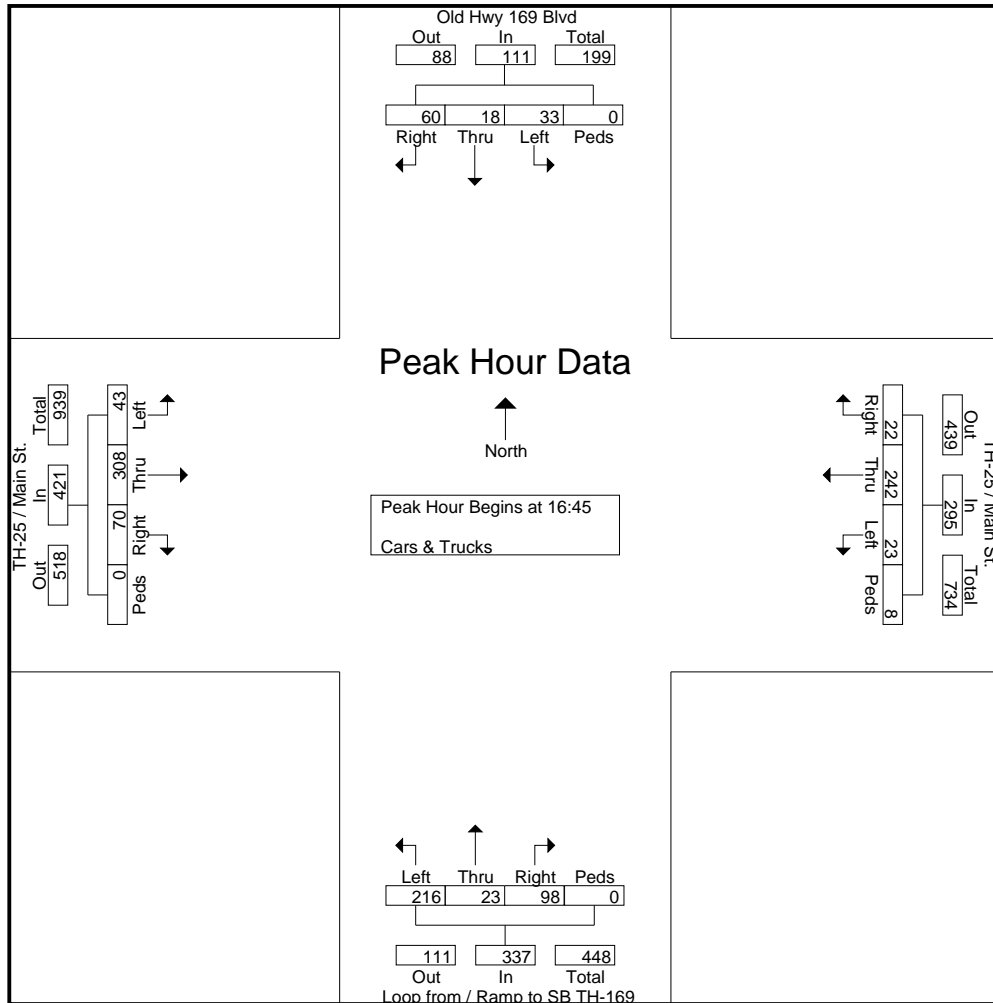 Old Hwy 169 Blvd
Out In Total
88 111 199
60 18 33 0
Right Thru Left Peds
Peak Hour Data
North
Peak Hour Begins at 16:45
Cars & Trucks
TH-25 / Main St.
Out In Total
518 421 939
0 70 308 43
Peds Right Thru Left
TH-25 / Main St.
Out In Total
439 295 734
22 242 23 8
Right Thru Left Peds
Left Thru Right Peds
216 23 98 0
111 337 448
Out In Total
Loop from / Ramp to SB TH-169